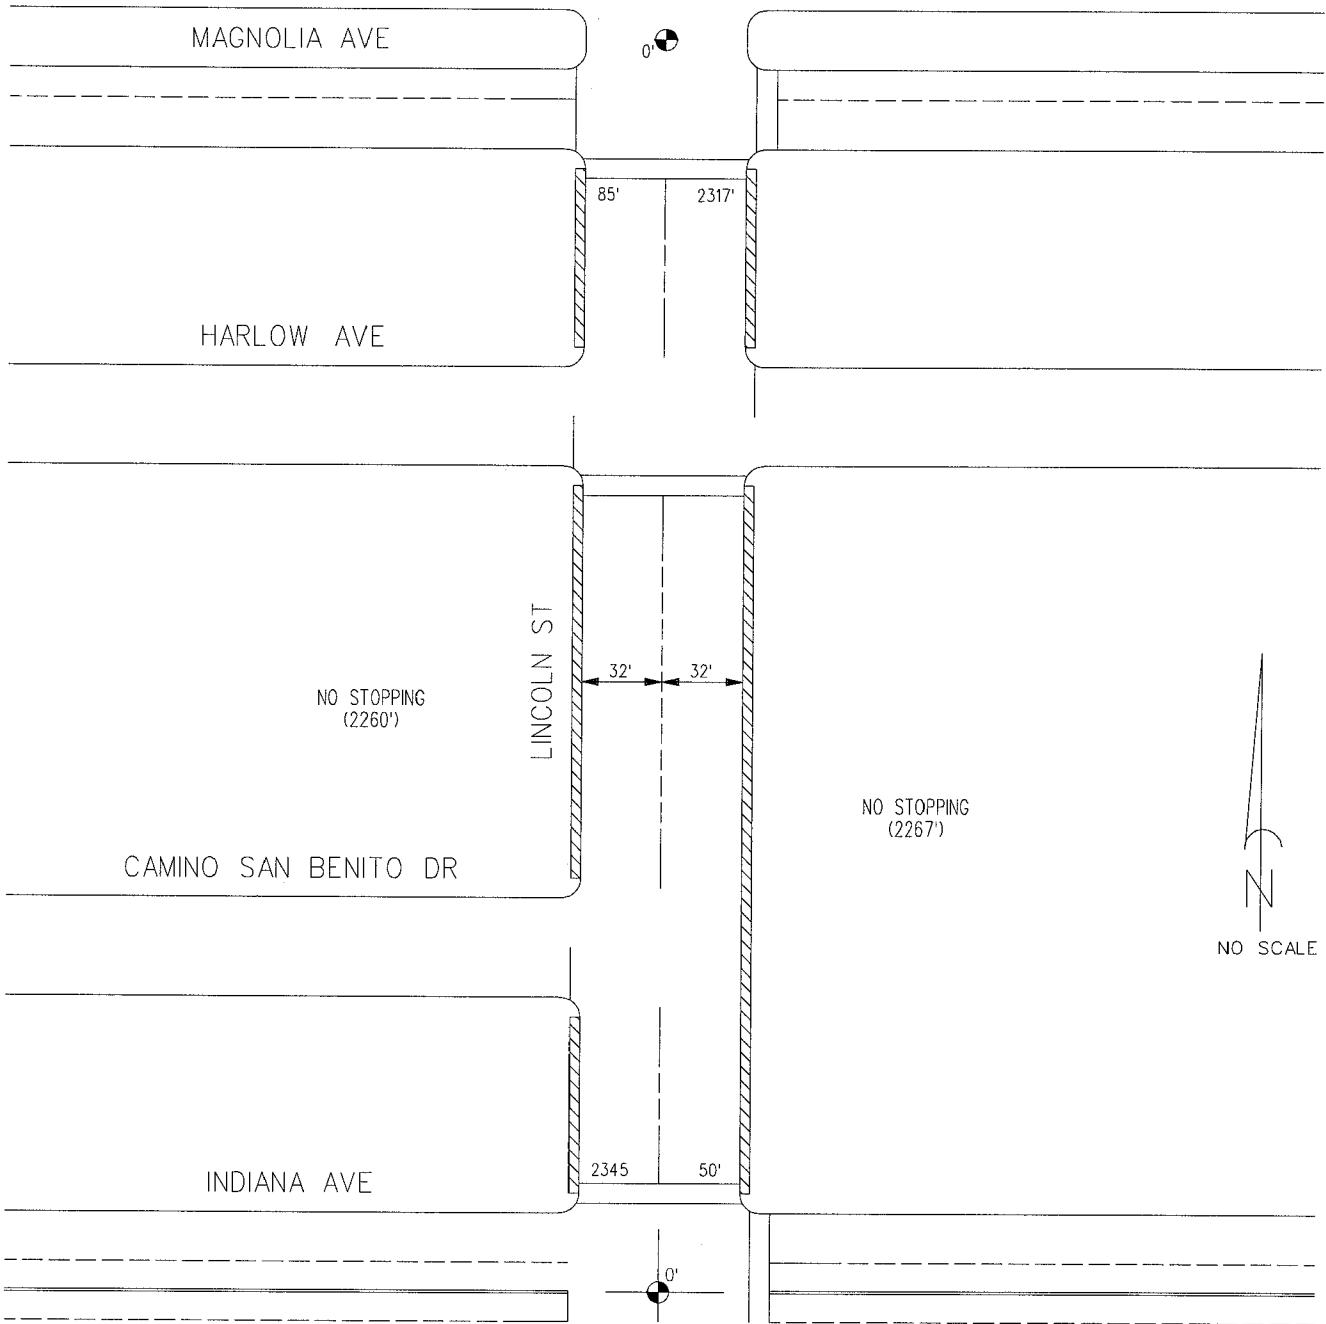 MAGNOLIA AVE
0'
85'
2317'
HARLOW AVE
LINCOLN ST
32'
32'
NO STOPPING
(2260')
NO STOPPING
(2267')
CAMINO SAN BENITO DR
N
NO SCALE
2345
50'
INDIANA AVE
0'